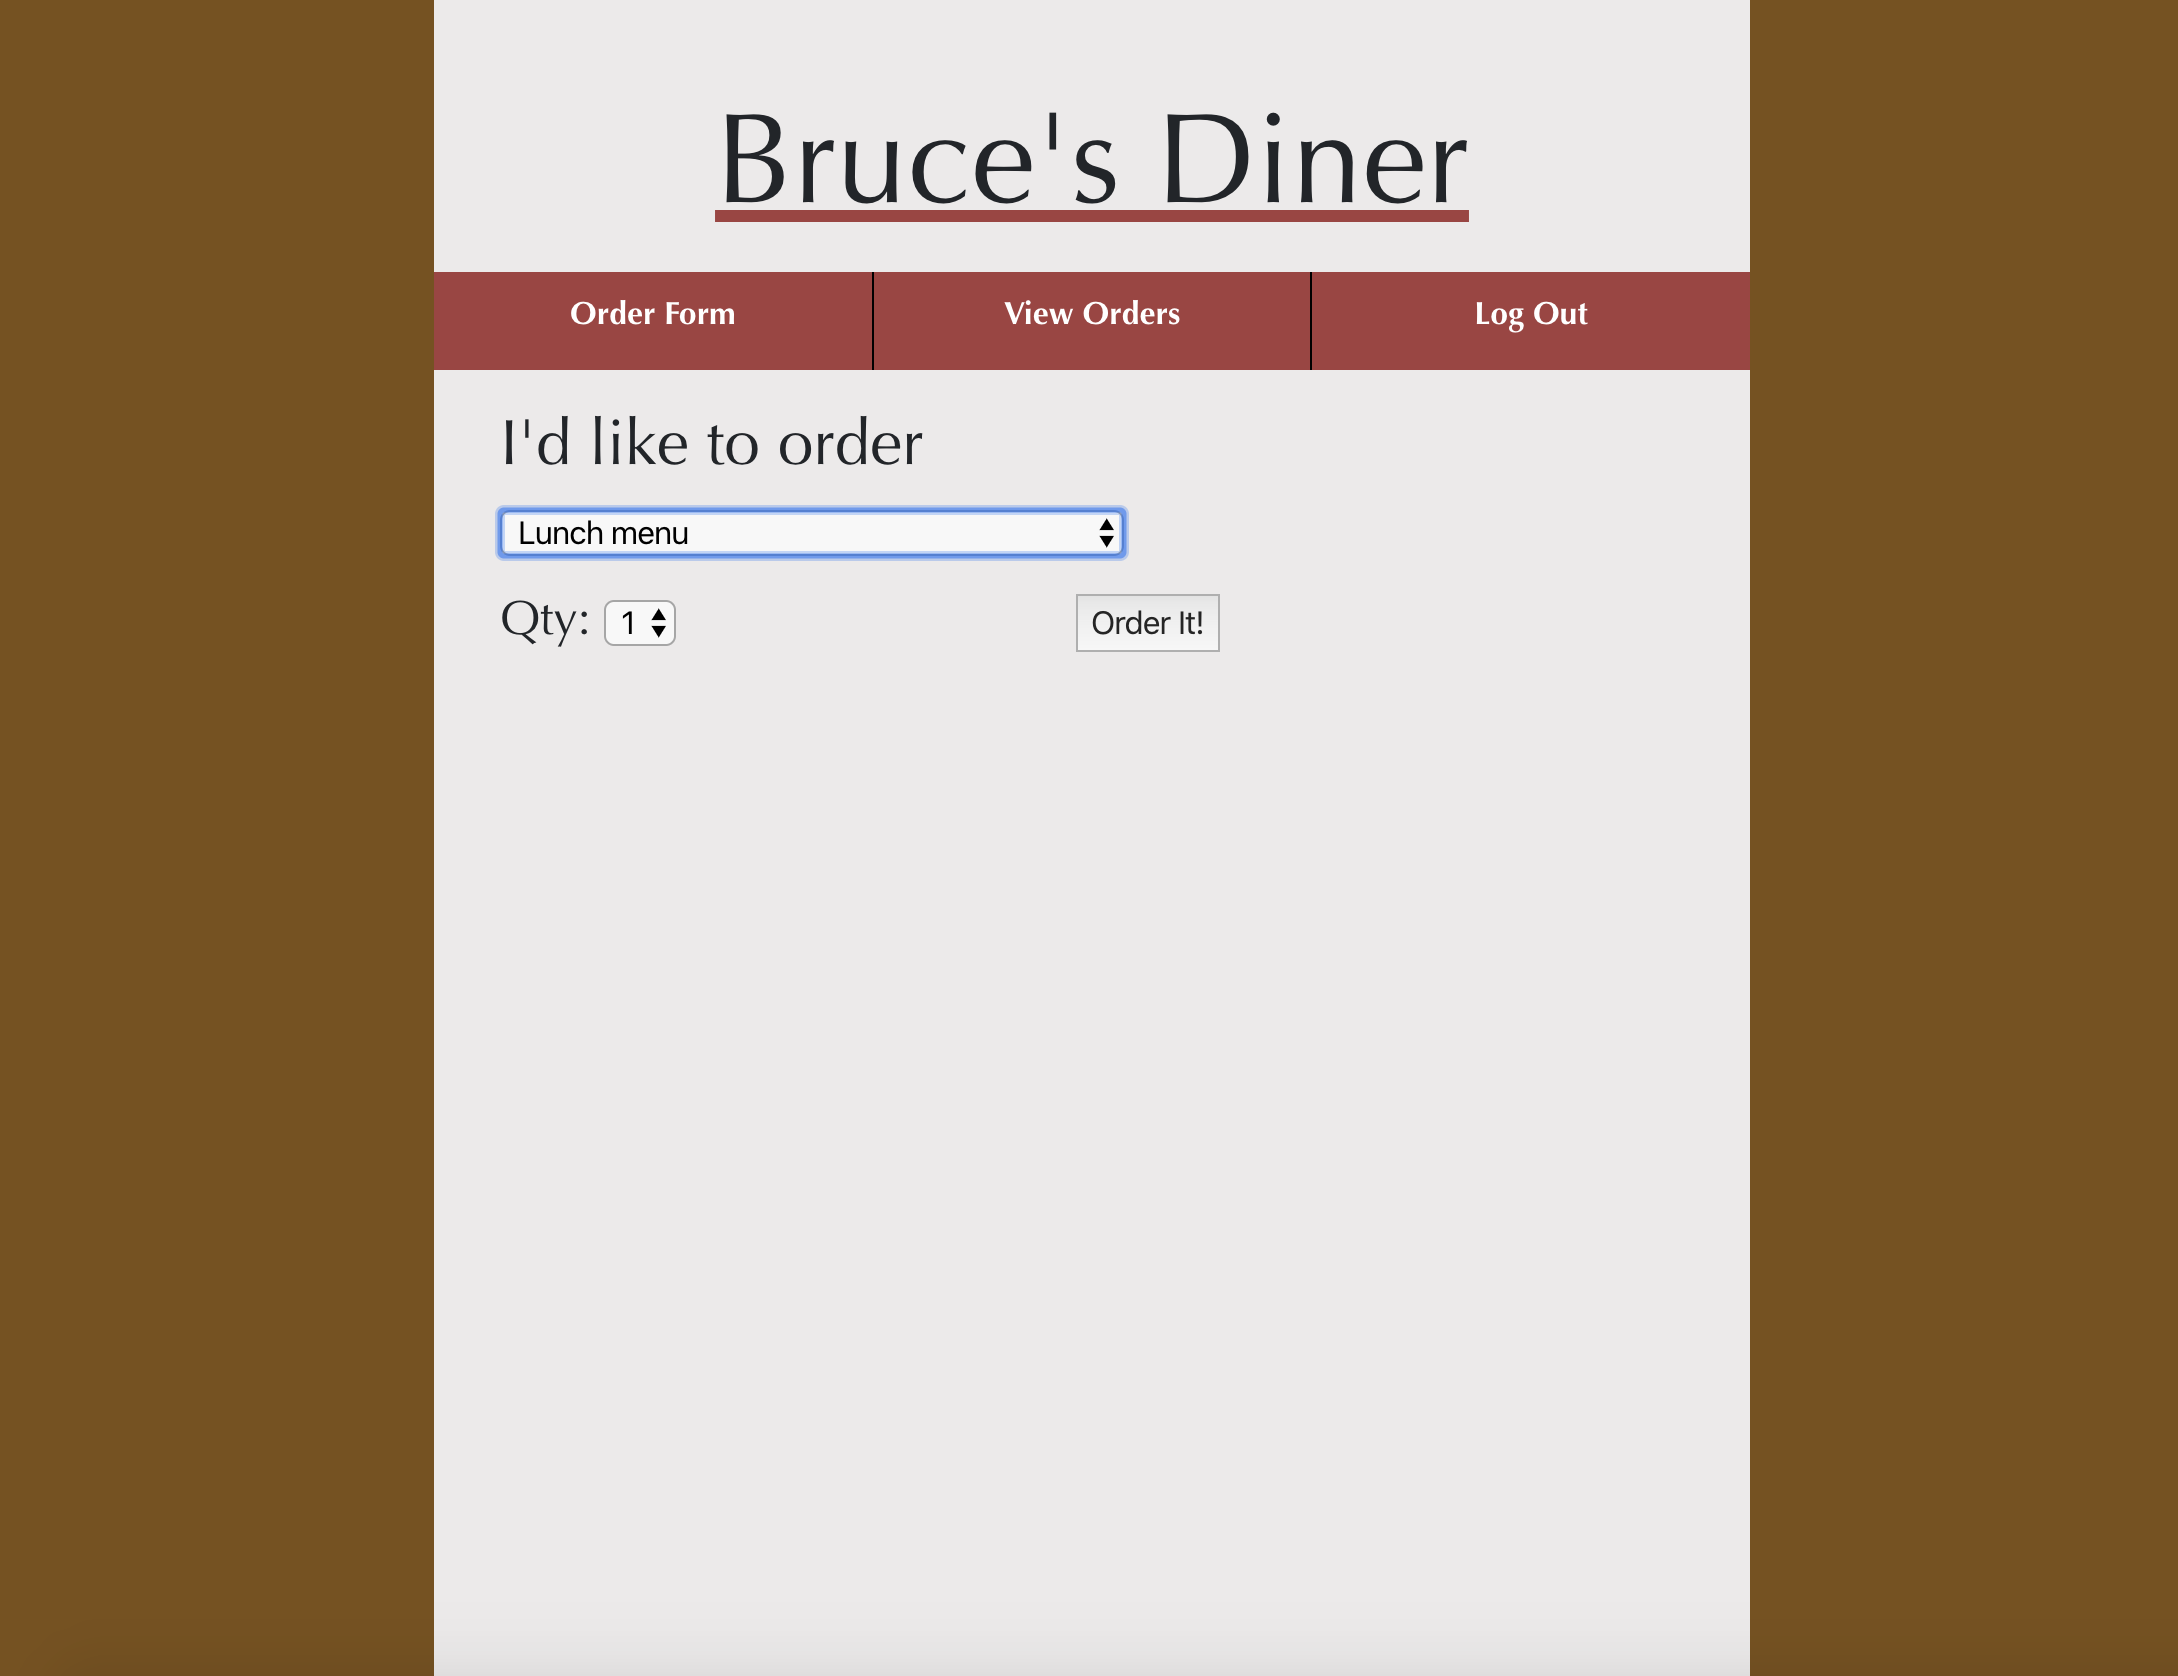 Bruce's Diner
Order Form View Orders Log Out
I'd like to order
Lunch menu
Qty: 1 Order It!